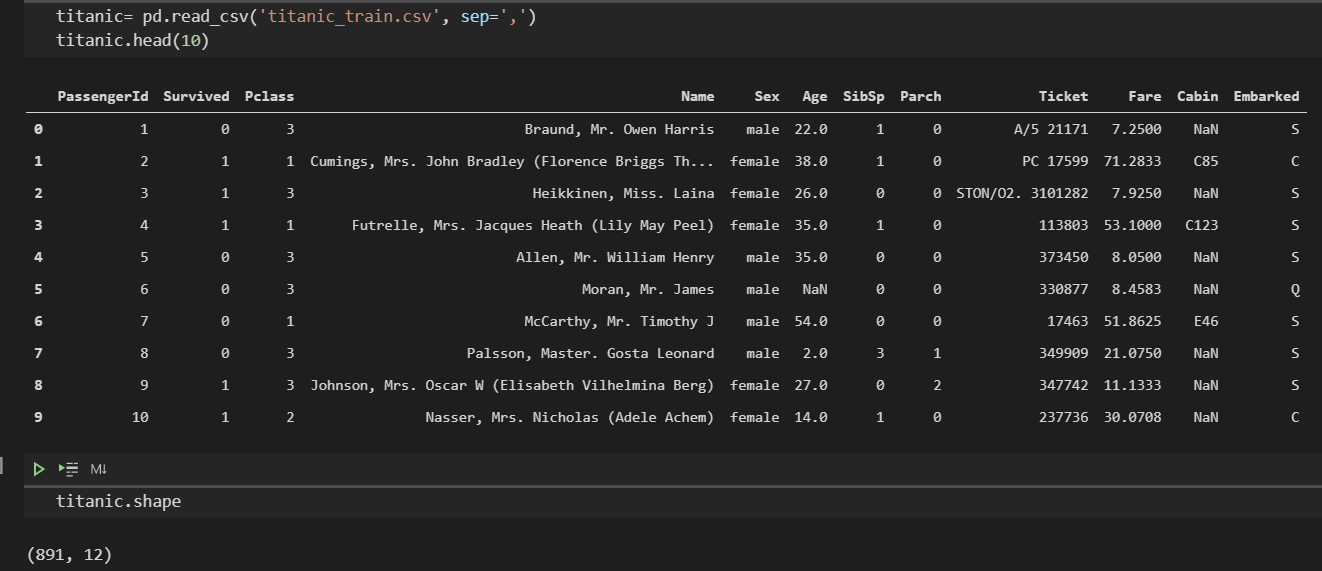 titanic= pd.read_csv('titanic_train.csv', sep=',')
titanic.head(10)
PassengerId Survived Pclass Name Sex Age SibSp Parch Ticket Fare Cabin Embarked
0 1 0 3 Braund, Mr. Owen Harris male 22.0 1 0 A/5 21171 7.2500 NaN S
1 2 1 1 Cumings, Mrs. John Bradley (Florence Briggs Th... female 38.0 1 0 PC 17599 71.2833 C85 C
2 3 1 3 Heikkinen, Miss. Laina female 26.0 0 0 STON/O2. 3101282 7.9250 NaN S
3 4 1 1 Futrelle, Mrs. Jacques Heath (Lily May Peel) female 35.0 1 0 113803 53.1000 C123 S
4 5 0 3 Allen, Mr. William Henry male 35.0 0 0 373450 8.0500 NaN S
5 6 0 3 Moran, Mr. James male NaN 0 0 330877 8.4583 NaN Q
6 7 0 1 McCarthy, Mr. Timothy J male 54.0 0 0 17463 51.8625 E46 S
7 8 0 3 Palsson, Master. Gosta Leonard male 2.0 3 1 349909 21.0750 NaN S
8 9 1 3 Johnson, Mrs. Oscar W (Elisabeth Vilhelmina Berg) female 27.0 0 2 347742 11.1333 NaN S
9 10 1 2 Nasser, Mrs. Nicholas (Adele Achem) female 14.0 1 0 237736 30.0708 NaN C
M↓
titanic.shape
(891, 12)